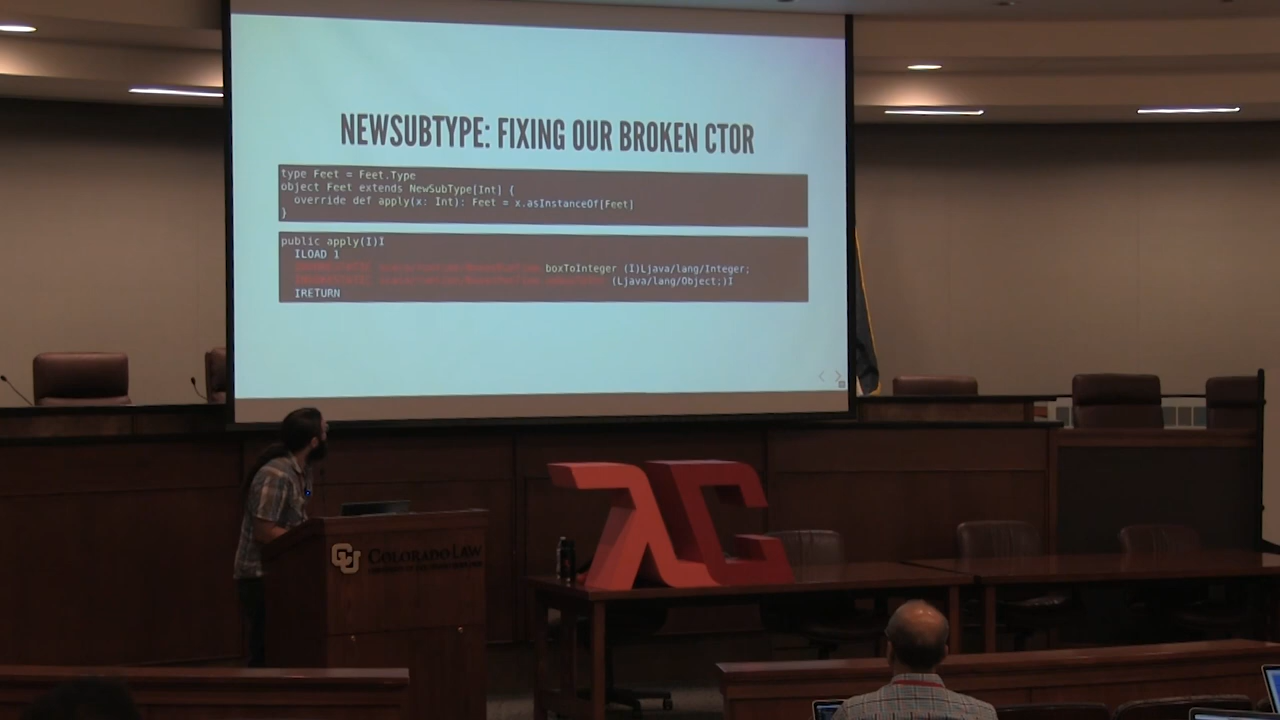 NEWSUBTYPE: FIXING OUR BROKEN CTOR
type Feet = Feet.Type
object Feet extends NewSubType[Int] {
override def apply(x: Int): Feet = x.asInstanceOf[Feet]
}
public apply(I)I
ILOAD 1
boxToInteger (I)Ljava/lang/Integer;
(Ljava/lang/Object;)I
IRETURN
CU COLORADO LAW